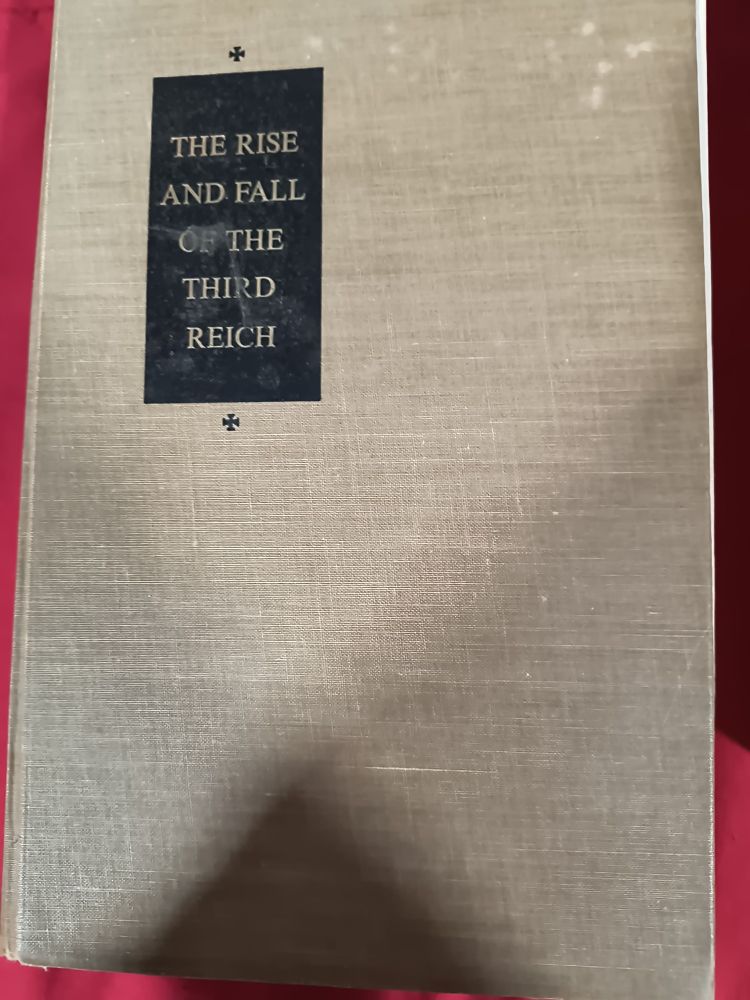 THE RISE
AND FALL
OF THE
THIRD
REICH